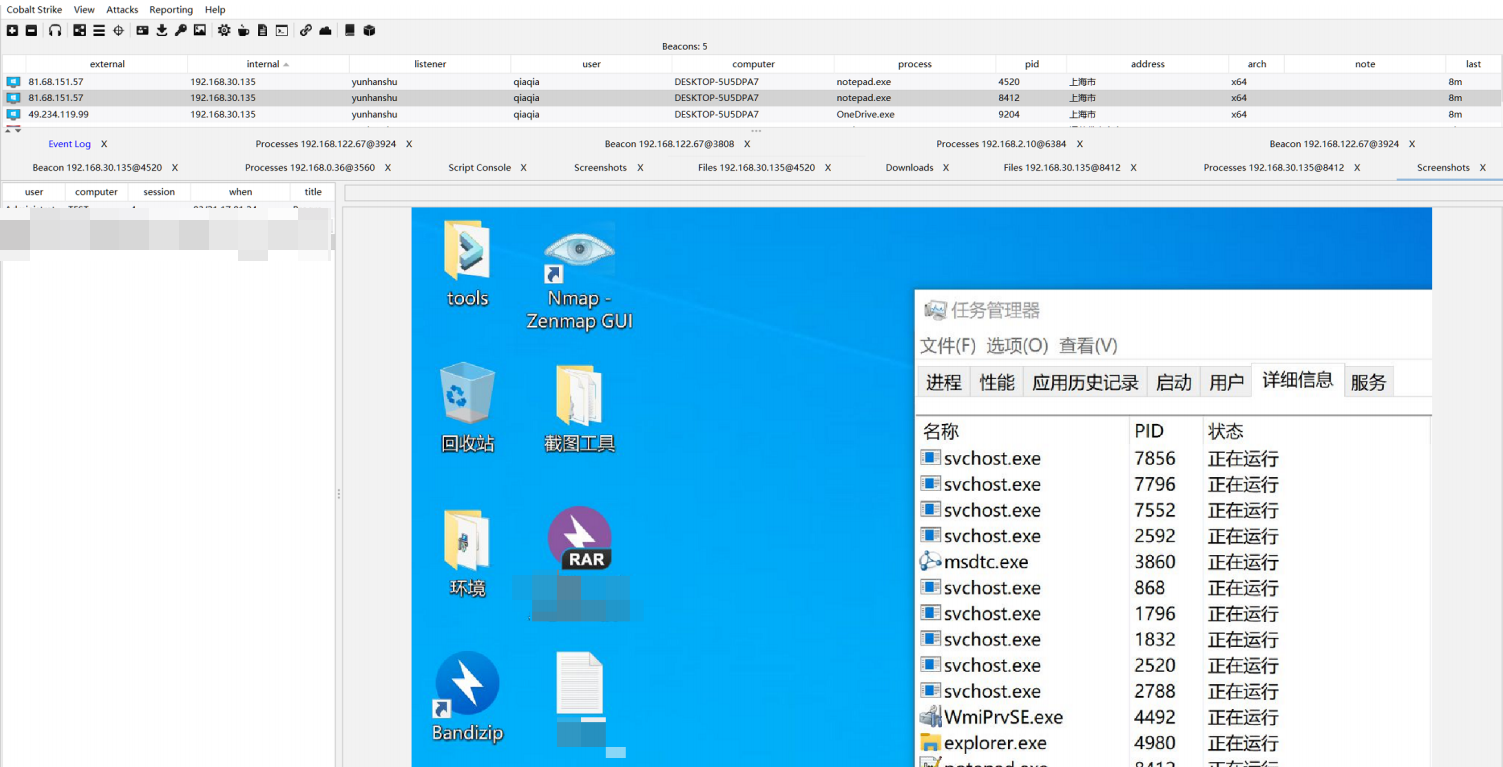 Cobalt Strike View Attacks Reporting Help
Beacons: 5
external internal listener user computer process pid address arch note last
81.68.151.57 192.168.30.135 yunhanshu qiaqia DESKTOP-5U5DPA7 notepad.exe 4520 上海市 x64 8m
81.68.151.57 192.168.30.135 yunhanshu qiaqia DESKTOP-5U5DPA7 notepad.exe 8412 上海市 x64 8m
49.234.119.99 192.168.30.135 yunhanshu qiaqia DESKTOP-5U5DPA7 OneDrive.exe 9204 上海市 x64 8m
Event Log X Processes 192.168.122.67@3924 X Beacon 192.168.122.67@3808 X Processes 192.168.2.10@6384 X Beacon 192.168.122.67@3924 X
Beacon 192.168.30.135@4520 X Processes 192.168.0.36@3560 X Script Console X Screenshots X Files 192.168.30.135@4520 X Downloads X Files 192.168.30.135@8412 X Processes 192.168.30.135@8412 X Screenshots X
user computer session when title
tools
Nmap -
Zenmap GUI
回收站
截图工具
环境
RAR
Bandizip
任务管理器
文件(F) 选项(O) 查看(V)
进程 性能 应用历史记录 启动 用户 详细信息 服务
名称 PID 状态
svchost.exe 7856 正在运行
svchost.exe 7796 正在运行
svchost.exe 7552 正在运行
svchost.exe 2592 正在运行
msdtc.exe 3860 正在运行
svchost.exe 868 正在运行
svchost.exe 1796 正在运行
svchost.exe 1832 正在运行
svchost.exe 2520 正在运行
svchost.exe 2788 正在运行
WmiPrvSE.exe 4492 正在运行
explorer.exe 4980 正在运行
notepad.exe 8412 正在运行